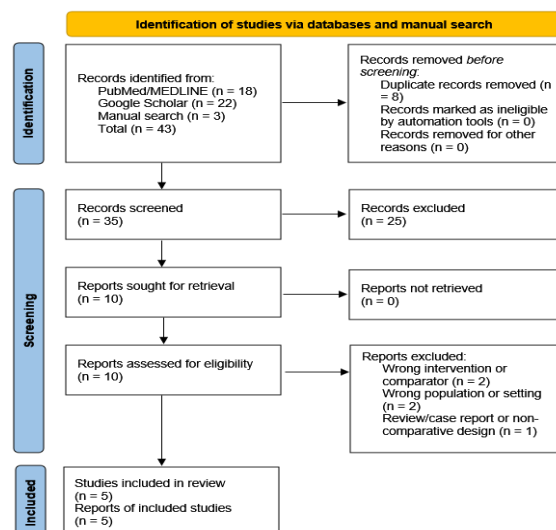 Identification of studies via databases and manual search
Identification
Records identified from:
PubMed/MEDLINE (n = 18)
Google Scholar (n = 22)
Manual search (n = 3)
Total (n = 43)
Records removed before
screening:
Duplicate records removed (n
= 8)
Records marked as ineligible
by automation tools (n = 0)
Records removed for other
reasons (n = 0)
Screening
Records screened
(n = 35)
Records excluded
(n = 25)
Reports sought for retrieval
(n = 10)
Reports not retrieved
(n = 0)
Reports assessed for eligibility
(n = 10)
Reports excluded:
Wrong intervention or
comparator (n = 2)
Wrong population or setting
(n = 2)
Review/case report or non-
comparative design (n = 1)
Included
Studies included in review
(n = 5)
Reports of included studies
(n = 5)